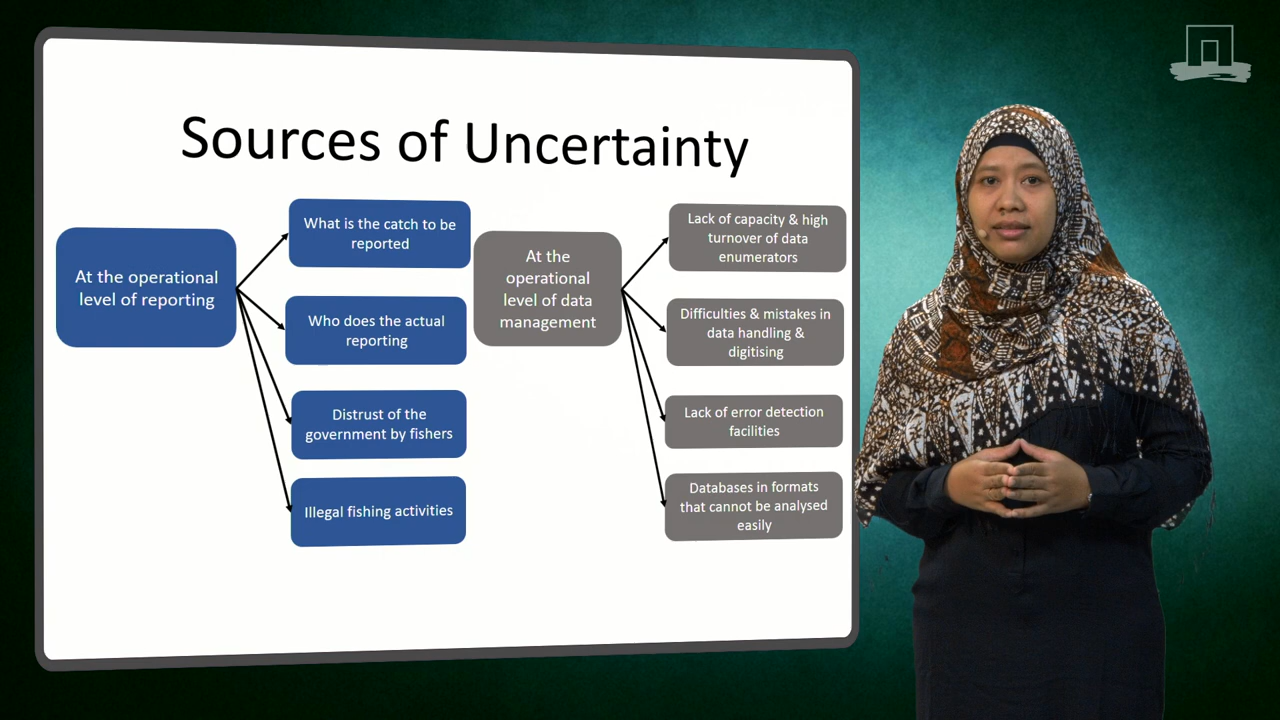 Sources of Uncertainty
At the operational
level of reporting
What is the catch to be
reported
Who does the actual
reporting
Distrust of the
government by fishers
Illegal fishing activities
At the
operational
level of data
management
Lack of capacity & high
turnover of data
enumerators
Difficulties & mistakes in
data handling &
digitising
Lack of error detection
facilities
Databases in formats
that cannot be analysed
easily